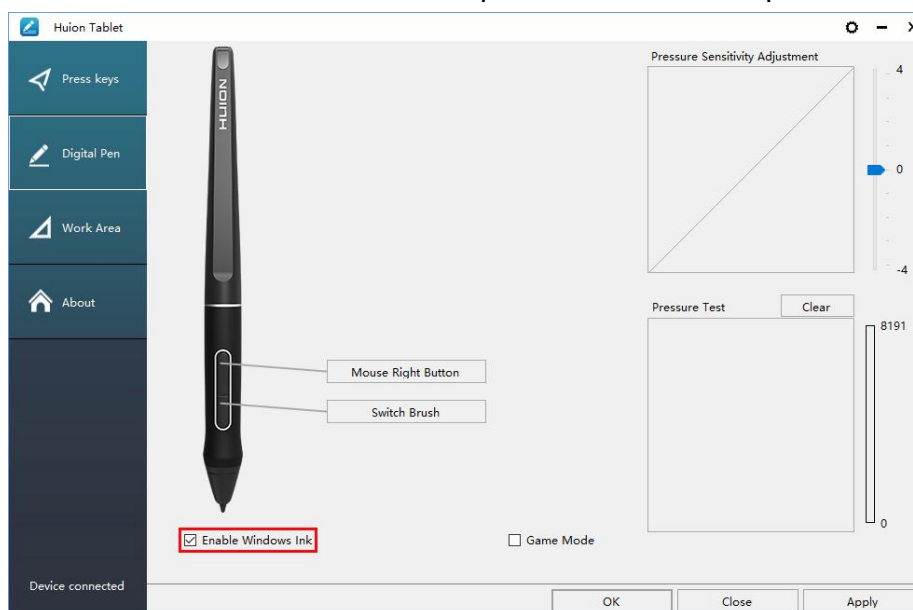 Huion Tablet
Press keys
Digital Pen
Work Area
About
Device connected
HUION
Mouse Right Button
Switch Brush
Enable Windows Ink
Game Mode
Pressure Sensitivity Adjustment
4
0
-4
Pressure Test
Clear
8191
0
OK
Close
Apply